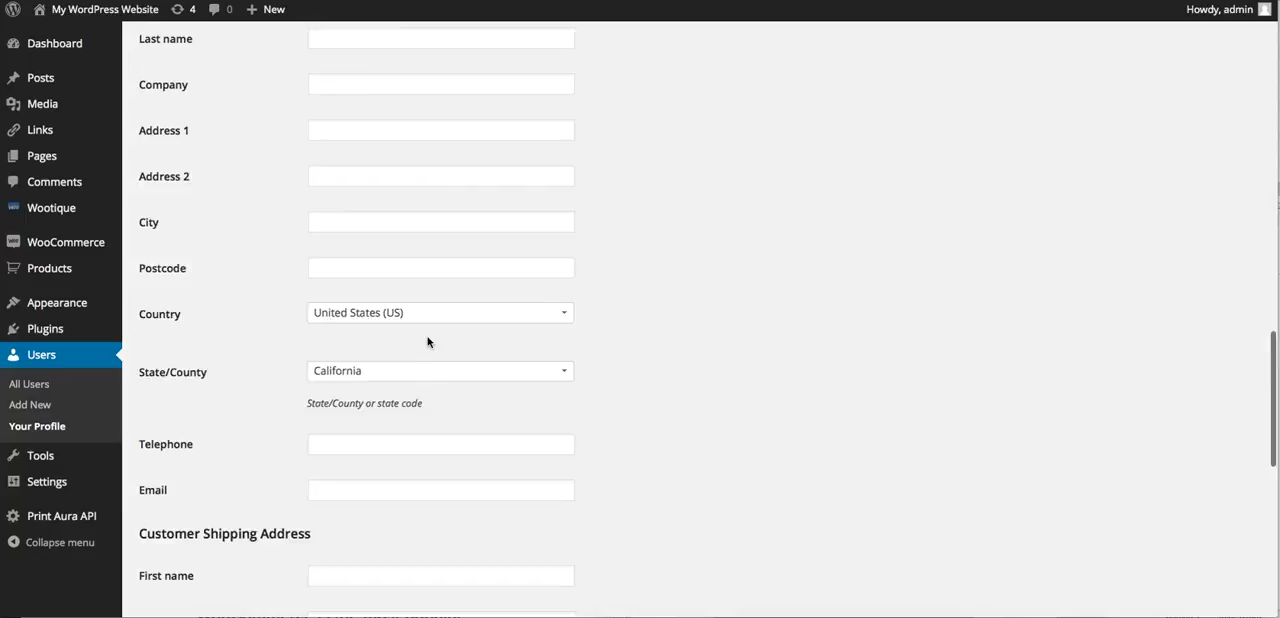 My WordPress Website 4 0 New Howdy, admin
Dashboard
Posts
Media
Links
Pages
Comments
Wootique
WooCommerce
Products
Appearance
Plugins
Users
All Users
Add New
Your Profile
Tools
Settings
Print Aura API
Collapse menu
Last name
Company
Address 1
Address 2
City
Postcode
Country United States (US)
State/County California
State/County or state code
Telephone
Email
Customer Shipping Address
First name